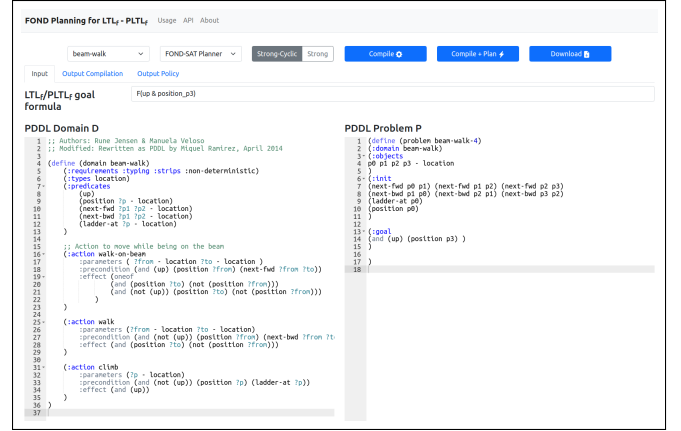 FOND Planning for LTLf - PLTLf Usage API About
beam-walk FOND-SAT Planner Strong-Cyclic Strong Compile Compile + Plan Download
Input Output Compilation Output Policy
LTLf/PLTLf goal formula
F(up & position_p3)
PDDL Domain D
1 ;; Authors: Rune Jensen & Manuela Veloso
2 ;; Modified: Rewritten as PDDL by Miquel Ramirez, April 2014
3
4 (define (domain beam-walk)
5 (:requirements :typing :strips :non-deterministic)
6 (:types location)
7 (:predicates
8 (up)
9 (position ?p - location)
10 (next-fwd ?p1 ?p2 - location)
11 (next-bwd ?p1 ?p2 - location)
12 (ladder-at ?p - location)
13 )
14
15 ;; Action to move while being on the beam
16 (:action walk-on-beam
17 :parameters ( ?from - location ?to - location )
18 :precondition (and (up) (position ?from) (next-fwd ?from ?to))
19 :effect (oneof
20 (and (position ?to) (not (position ?from)))
21 (and (not (up)) (position ?to) (not (position ?from)))
22 )
23 )
24
25 (:action walk
26 :parameters (?from - location ?to - location)
27 :precondition (and (not (up)) (position ?from) (next-bwd ?from ?t
28 :effect (and (position ?to) (not (position ?from)))
29 )
30
31 (:action climb
32 :parameters (?p - location)
33 :precondition (and (not (up)) (position ?p) (ladder-at ?p))
34 :effect (and (up))
35 )
36 )
37
PDDL Problem P
1 (define (problem beam-walk-4)
2 (:domain beam-walk)
3 (:objects
4 p0 p1 p2 p3 - location
5 )
6 (:init
7 (next-fwd p0 p1) (next-fwd p1 p2) (next-fwd p2 p3)
8 (next-bwd p1 p0) (next-bwd p2 p1) (next-bwd p3 p2)
9 (ladder-at p0)
10 (position p0)
11 )
12
13 (:goal
14 (and (up) (position p3) )
15 )
16
17 )
18